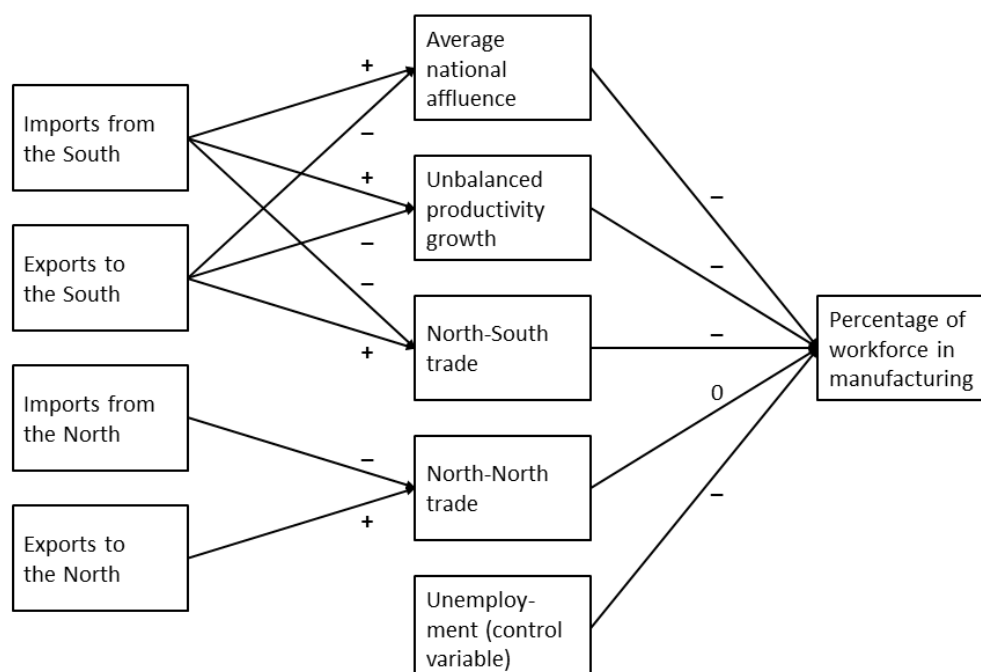 Imports from
the South
Exports to
the South
Imports from
the North
Exports to
the North
+
–
+
–
–
+
–
+
Average
national
affluence
Unbalanced
productivity
growth
North-South
trade
North-North
trade
Unemploy-
ment (control
variable)
–
–
–
0
–
Percentage of
workforce in
manufacturing